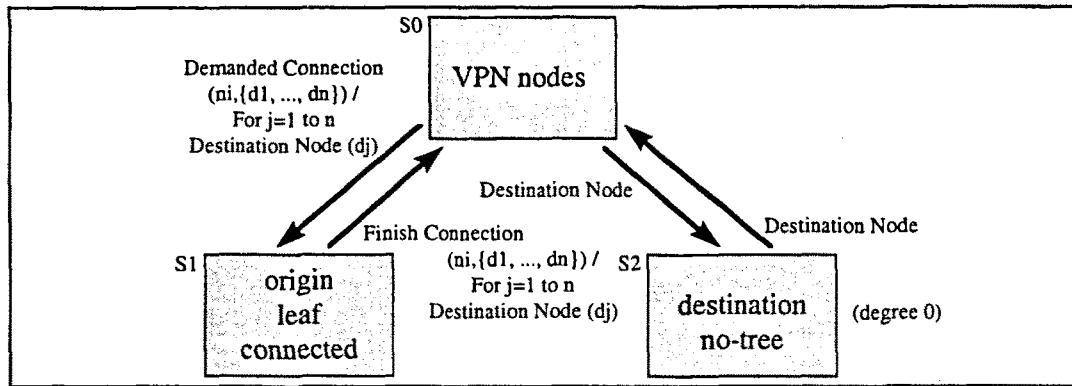 S0
VPN nodes
Demanded Connection
(ni,{d1, ..., dn}) /
For j=1 to n
Destination Node (dj)
Destination Node
Destination Node
Finish Connection
(ni,{d1, ..., dn}) /
For j=1 to n
Destination Node (dj)
S1
origin
leaf
connected
S2
destination
no-tree
(degree 0)